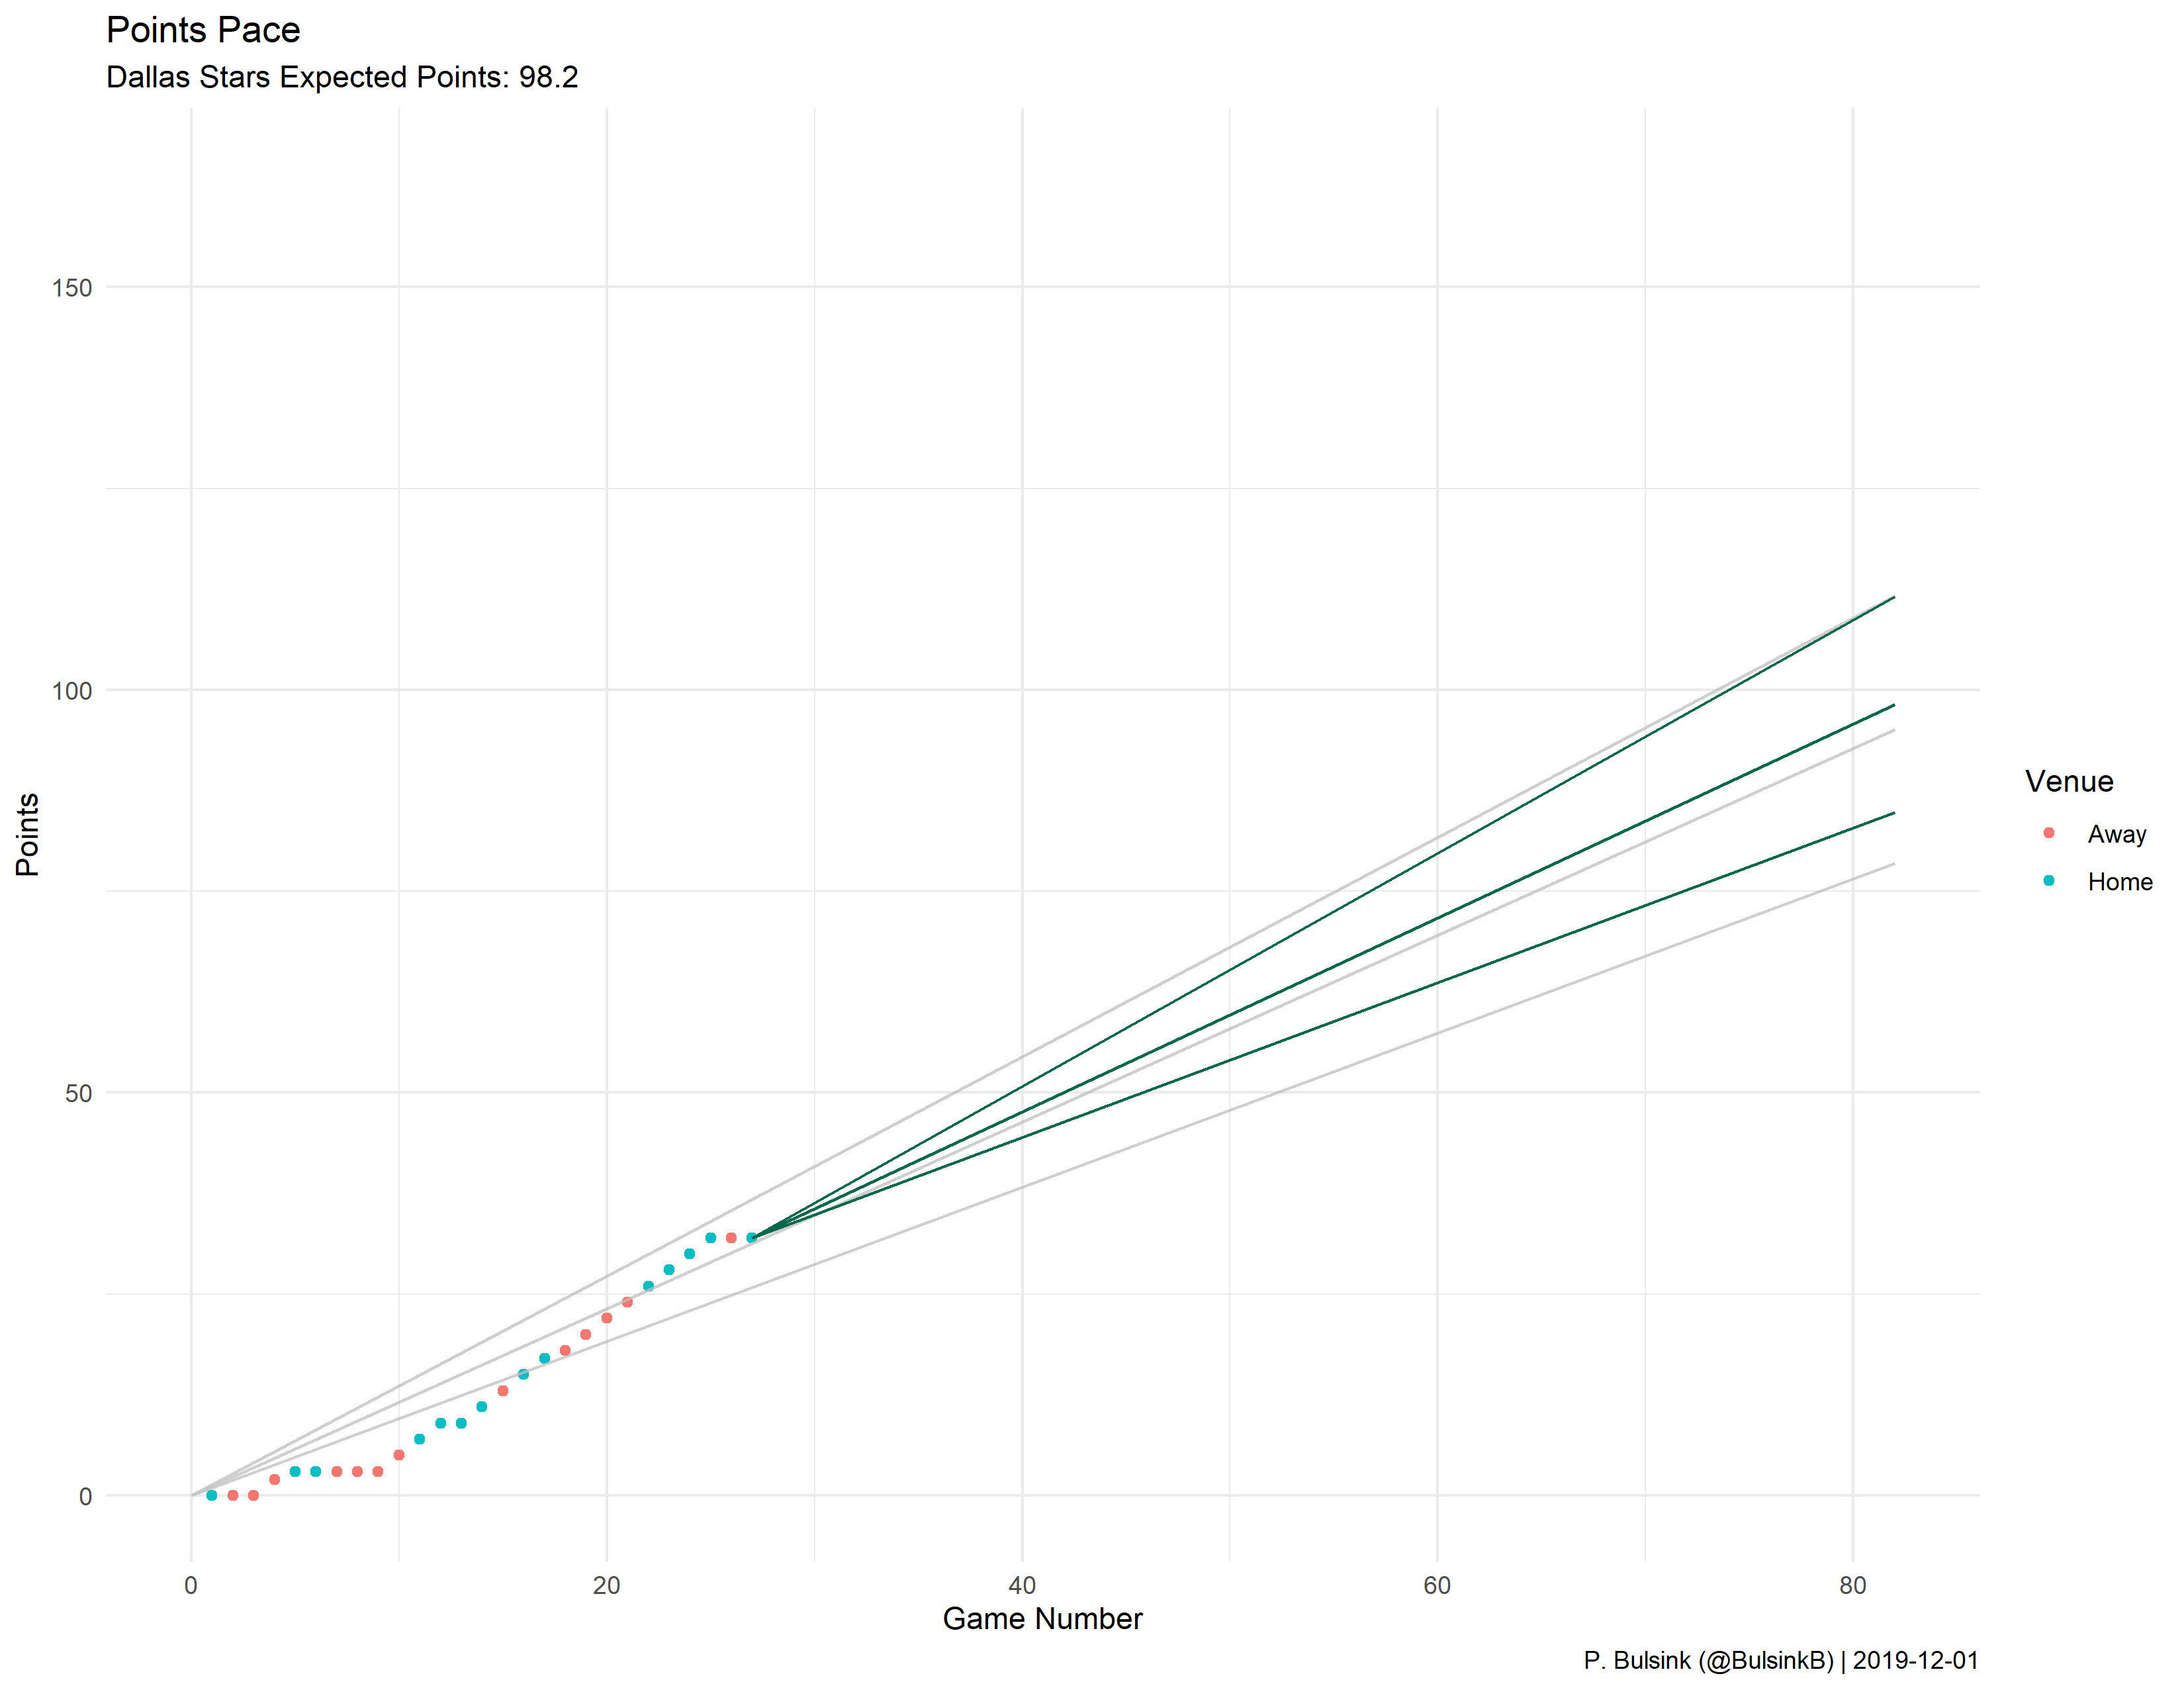 Points Pace
Dallas Stars Expected Points: 98.2
150
100
50
0
Points
0 20 40 60 80
Game Number
Venue
Away
Home
P. Bulsink (@BulsinkB) | 2019-12-01